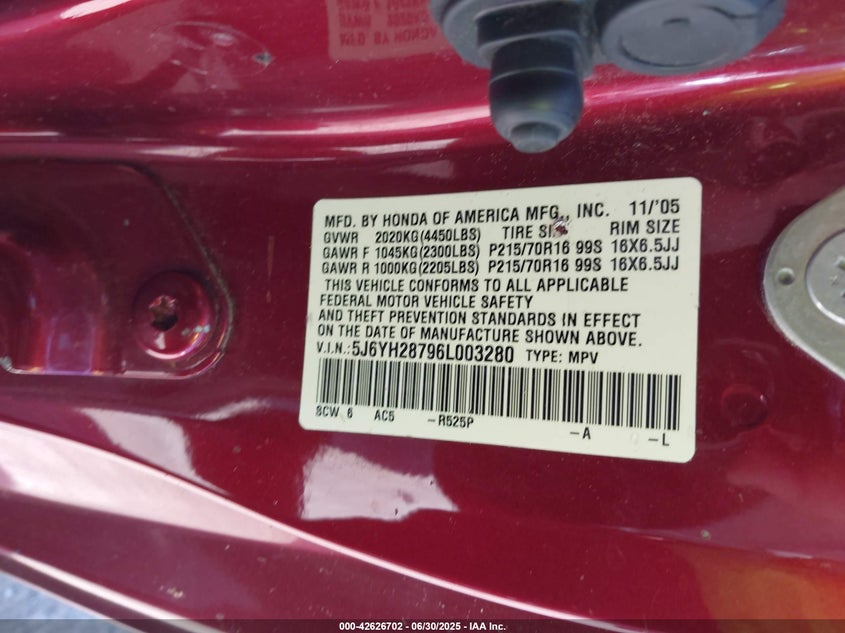 MFD. BY HONDA OF AMERICA MFG., INC. 11/'05
GVWR 2020KG(4450LBS) TIRE SIZE RIM SIZE
GAWR F 1045KG(2300LBS) P215/70R16 99S 16X6.5JJ
GAWR R 1000KG(2205LBS) P215/70R16 99S 16X6.5JJ
THIS VEHICLE CONFORMS TO ALL APPLICABLE
FEDERAL MOTOR VEHICLE SAFETY
AND THEFT PREVENTION STANDARDS IN EFFECT
ON THE DATE OF MANUFACTURE SHOWN ABOVE.
V.I.N.:5J6YH28796L003280 TYPE: MPV
SCW 6 AC5 -R525P -A -L
000-42626702 / 06/30/2025 - IAA Inc.